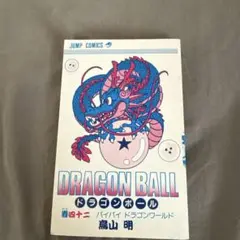 JUMP COMICS
DRAGON BALL
ドラゴンボール
巻四十二 バイバイ ドラゴンワールド
鳥山 明